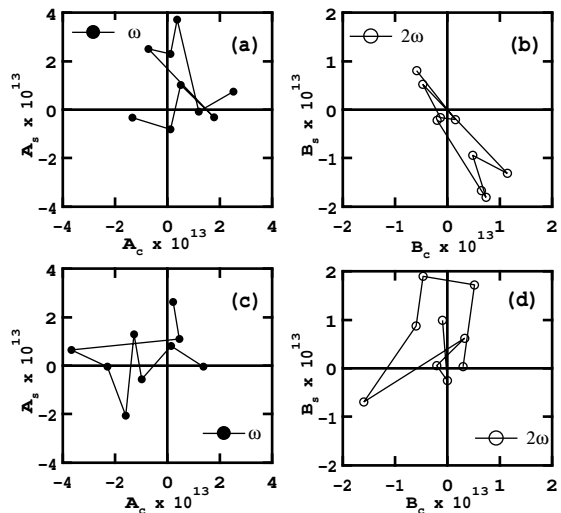 4
2
0
-2
-4
A_s x 10^13
ω
(a)
-4 -2 0 2 4
A_c x 10^13
2
1
0
-1
-2
B_s x 10^13
2ω
(b)
-2 -1 0 1 2
B_c x 10^13
4
2
0
-2
-4
A_s x 10^13
(c)
ω
-4 -2 0 2 4
A_c x 10^13
2
1
0
-1
-2
B_s x 10^13
(d)
2ω
-2 -1 0 1 2
B_c x 10^13